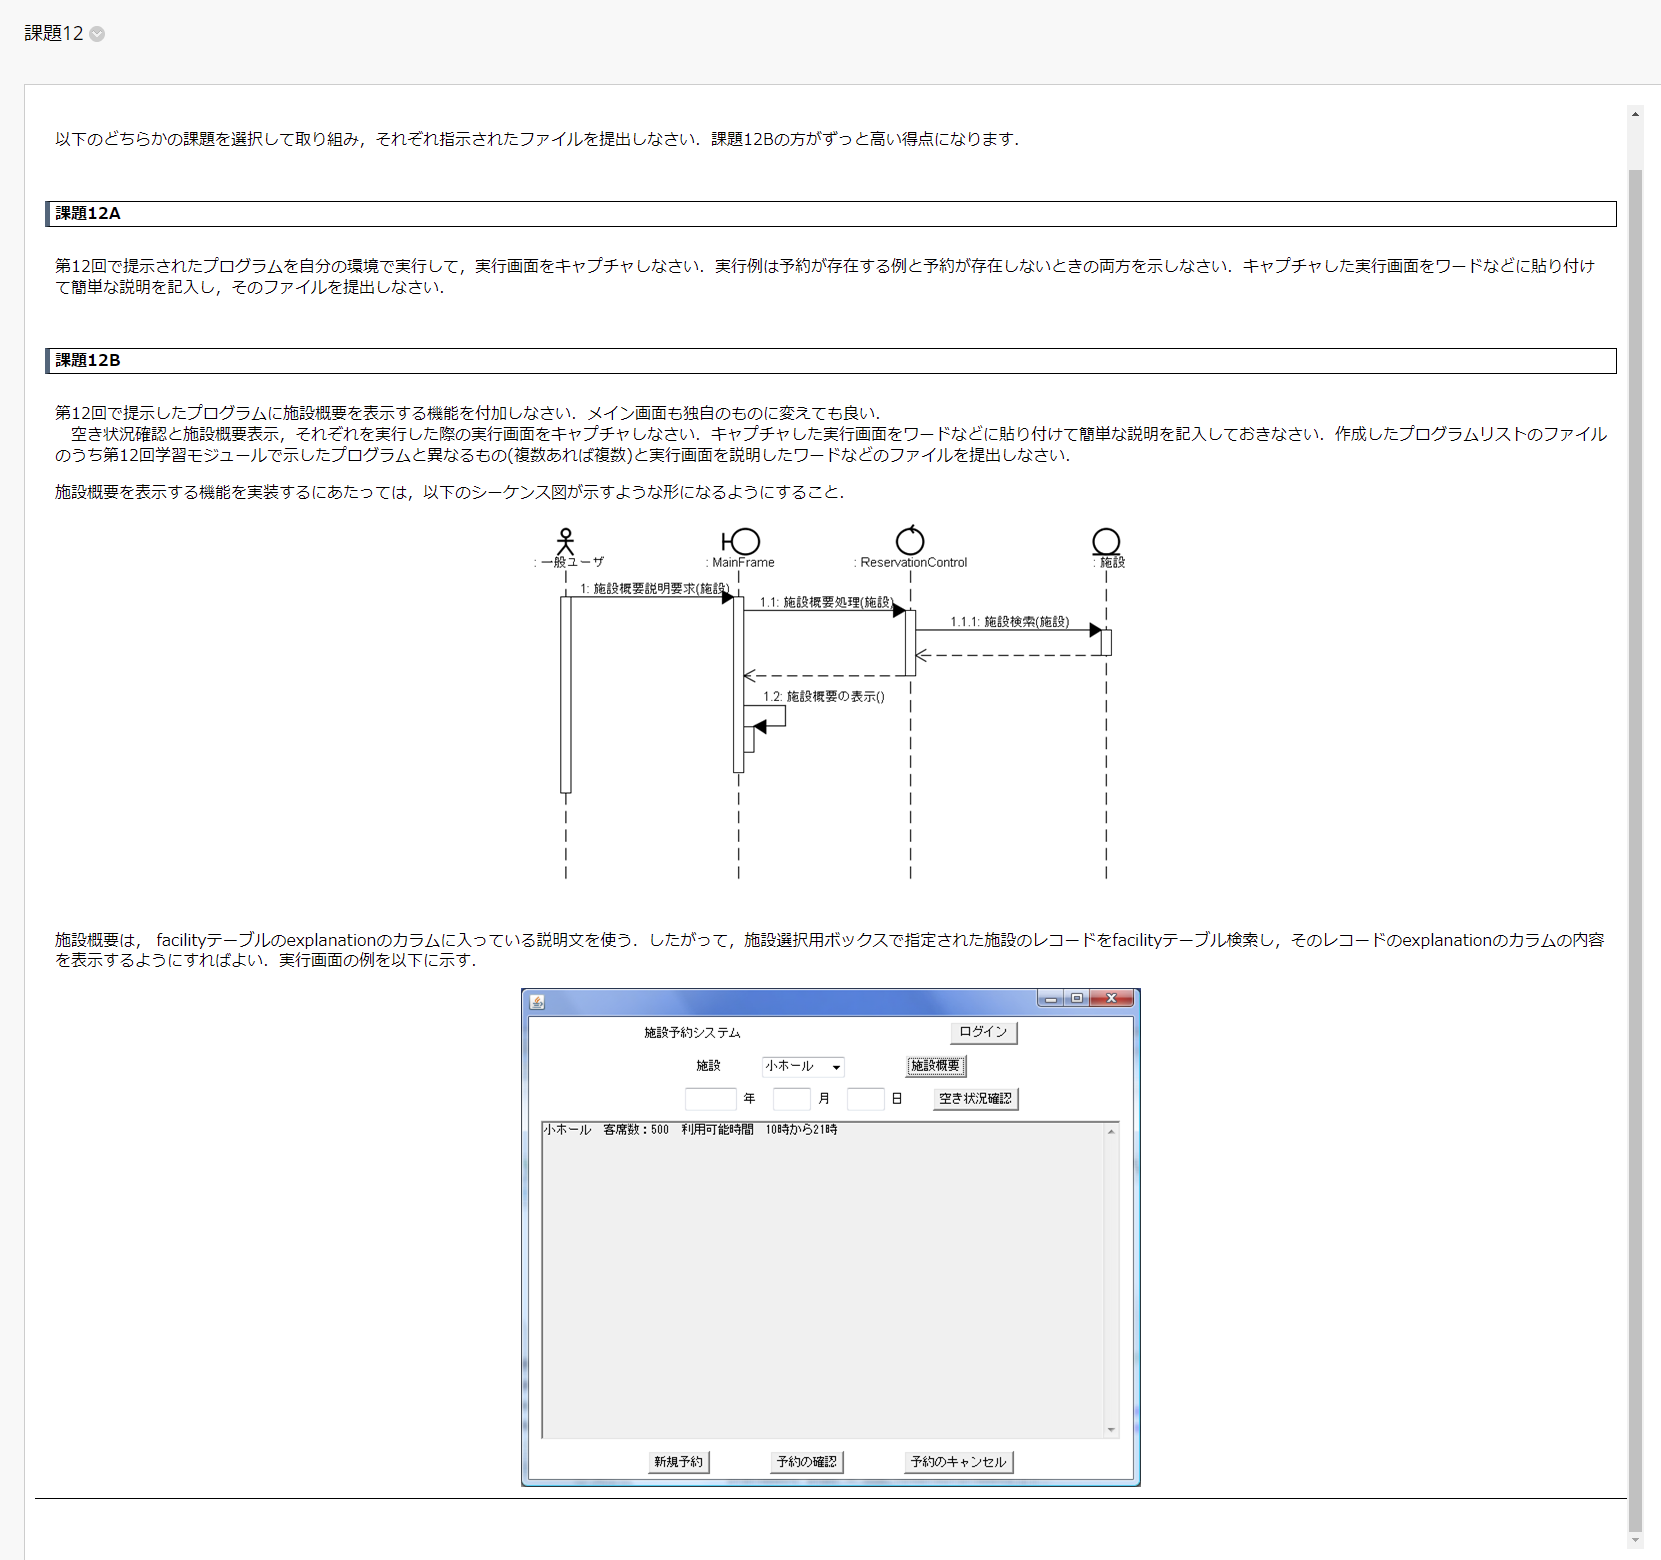 課題12
以下のどちらかの課題を選択して取り組み，それぞれ指示されたファイルを提出しなさい．課題12Bの方がずっと高い得点になります．
課題12A
第12回で提示されたプログラムを自分の環境で実行して，実行画面をキャプチャしなさい．実行例は予約が存在する例と予約が存在しないときの両方を示しなさい．キャプチャした実行画面をワードなどに貼り付け
て簡単な説明を記入し，そのファイルを提出しなさい．
課題12B
第12回で提示したプログラムに施設概要を表示する機能を付加しなさい．メイン画面も独自のものに変えても良い．
空き状況確認と施設概要表示，それぞれを実行した際の実行画面をキャプチャしなさい．キャプチャした実行画面をワードなどに貼り付けて簡単な説明を記入しておきなさい．作成したプログラムリストのファイル
のうち第12回学習モジュールで示したプログラムと異なるもの(複数あれば複数)と実行画面を説明したワードなどのファイルを提出しなさい．
施設概要を表示する機能を実装するにあたっては，以下のシーケンス図が示すような形になるようにすること．
: 一般ユーザ : MainFrame : ReservationControl : 施設
1: 施設概要説明要求(施設)
1.1: 施設概要処理(施設)
1.1.1: 施設検索(施設)
1.2: 施設概要の表示()
施設概要は， facilityテーブルのexplanationのカラムに入っている説明文を使う．したがって，施設選択用ボックスで指定された施設のレコードをfacilityテーブル検索し，そのレコードのexplanationのカラムの内容
を表示するようにすればよい．実行画面の例を以下に示す．
施設予約システム ログイン
施設 小ホール 施設概要
年 月 日 空き状況確認
小ホール 客席数：500 利用可能時間 10時から21時
新規予約 予約の確認 予約のキャンセル